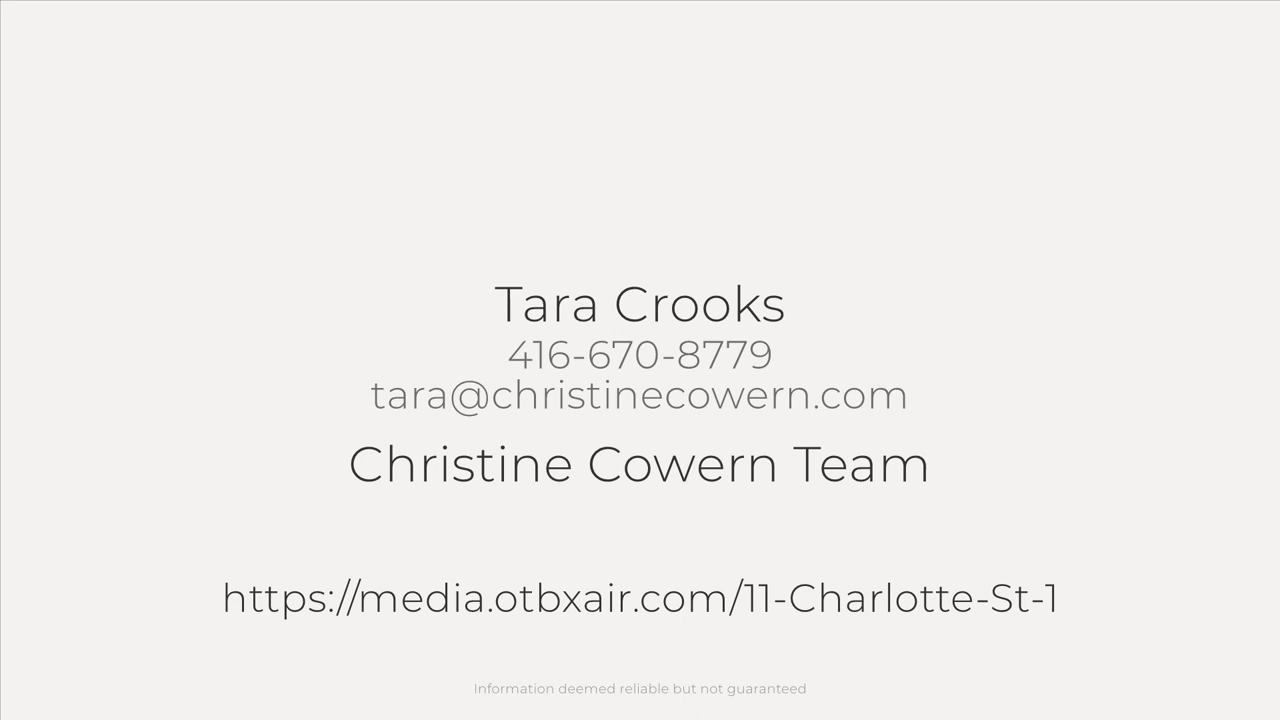 Tara Crooks
416-670-8779
tara@christinecowern.com
Christine Cowern Team
https://media.otbxair.com/11-Charlotte-St-1
Information deemed reliable but not guaranteed